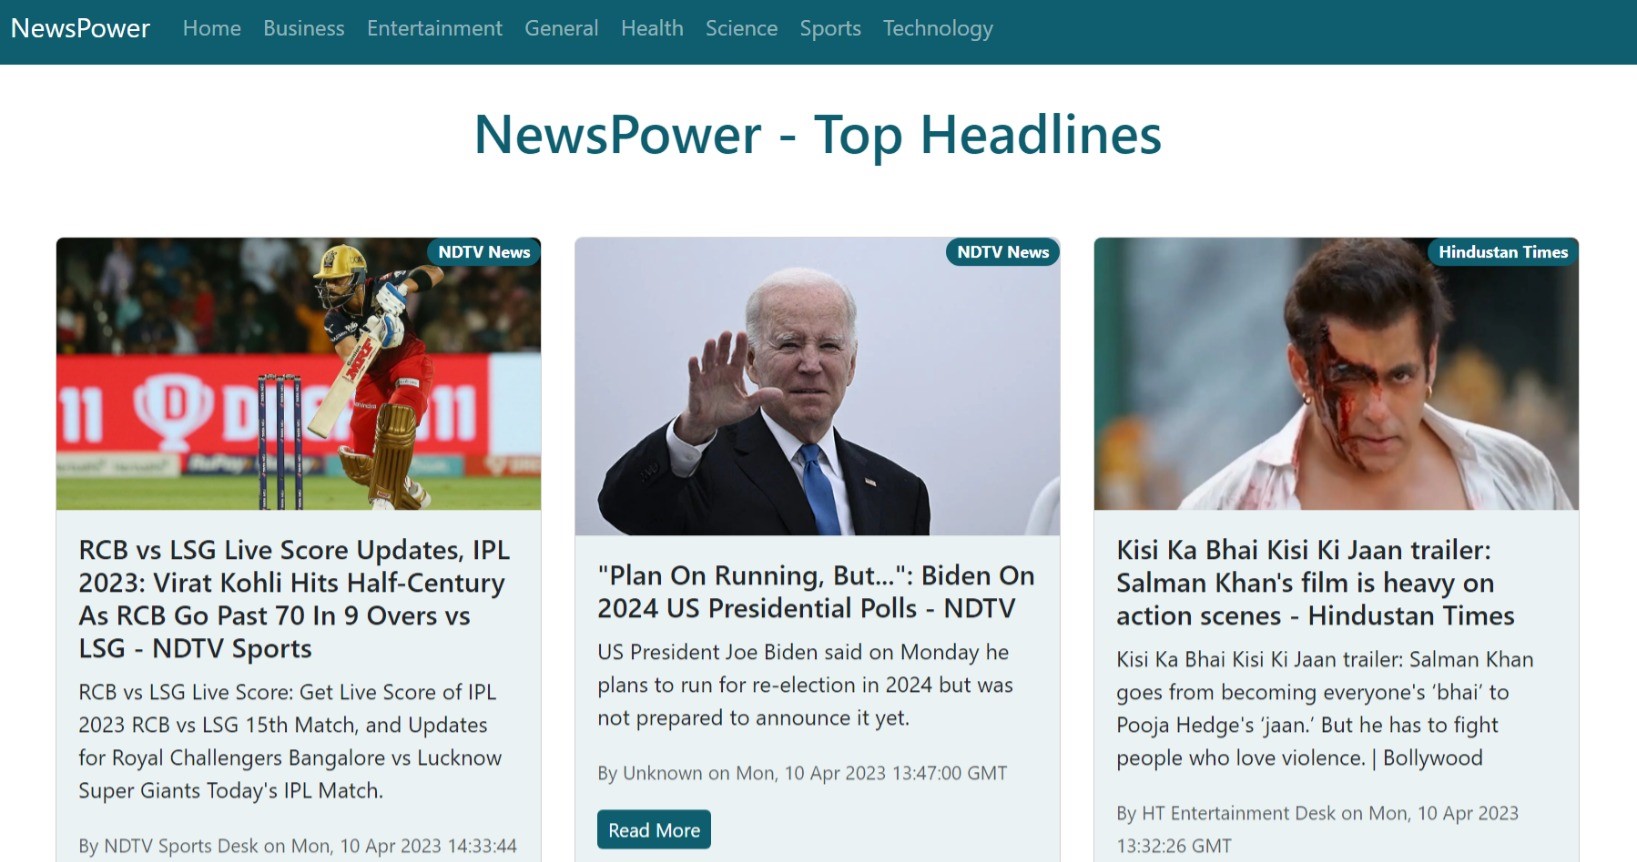 NewsPower Home Business Entertainment General Health Science Sports Technology
NewsPower - Top Headlines
NDTV News
RCB vs LSG Live Score Updates, IPL
2023: Virat Kohli Hits Half-Century
As RCB Go Past 70 In 9 Overs vs
LSG - NDTV Sports
RCB vs LSG Live Score: Get Live Score of IPL
2023 RCB vs LSG 15th Match, and Updates
for Royal Challengers Bangalore vs Lucknow
Super Giants Today's IPL Match.
By NDTV Sports Desk on Mon, 10 Apr 2023 14:33:44
NDTV News
"Plan On Running, But...": Biden On
2024 US Presidential Polls - NDTV
US President Joe Biden said on Monday he
plans to run for re-election in 2024 but was
not prepared to announce it yet.
By Unknown on Mon, 10 Apr 2023 13:47:00 GMT
Read More
Hindustan Times
Kisi Ka Bhai Kisi Ki Jaan trailer:
Salman Khan's film is heavy on
action scenes - Hindustan Times
Kisi Ka Bhai Kisi Ki Jaan trailer: Salman Khan
goes from becoming everyone's ‘bhai’ to
Pooja Hedge's ‘jaan.’ But he has to fight
people who love violence. | Bollywood
By HT Entertainment Desk on Mon, 10 Apr 2023
13:32:26 GMT